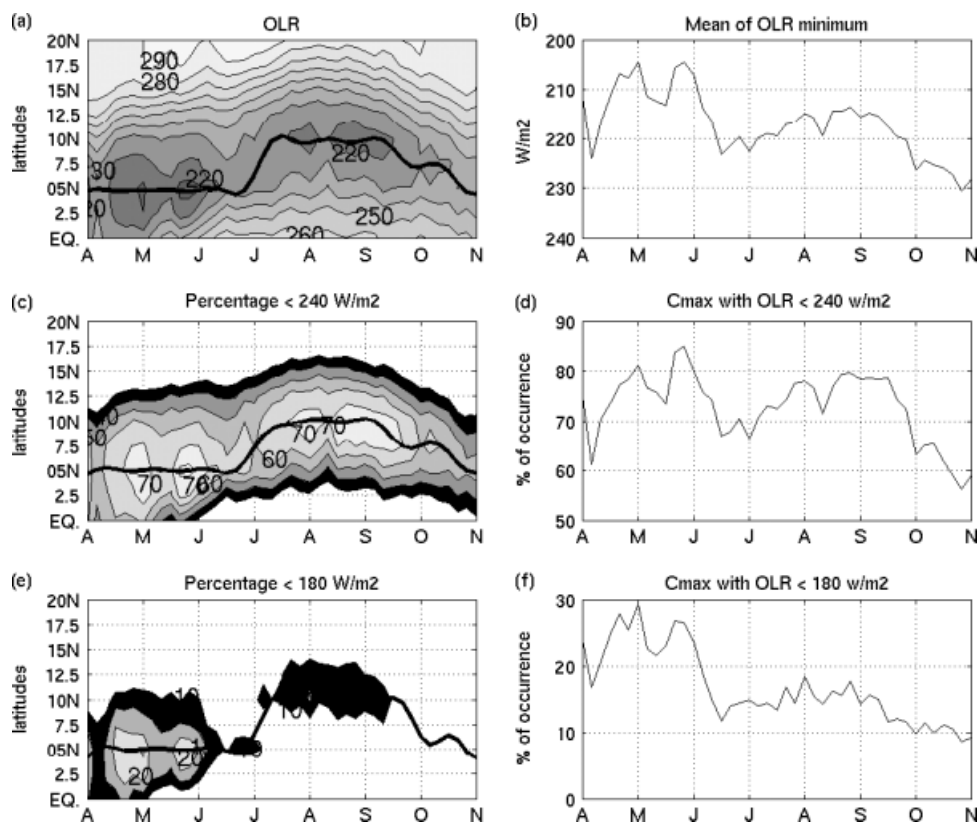 (a) OLR
20N
17.5
15N
12.5
10N
7.5
05N
2.5
EQ.
latitudes
290
280
220
250
260
A M J J A S O N
(b) Mean of OLR minimum
200
210
220
230
240
W/m2
A M J J A S O N
(c) Percentage < 240 W/m2
20N
17.5
15N
12.5
10N
7.5
05N
2.5
EQ.
latitudes
70
70
60
60
70
70
A M J J A S O N
(d) Cmax with OLR < 240 w/m2
90
80
70
60
50
% of occurrence
A M J J A S O N
(e) Percentage < 180 W/m2
20N
17.5
15N
12.5
10N
7.5
05N
2.5
EQ.
latitudes
20
20
A M J J A S O N
(f) Cmax with OLR < 180 w/m2
30
20
10
0
% of occurrence
A M J J A S O N